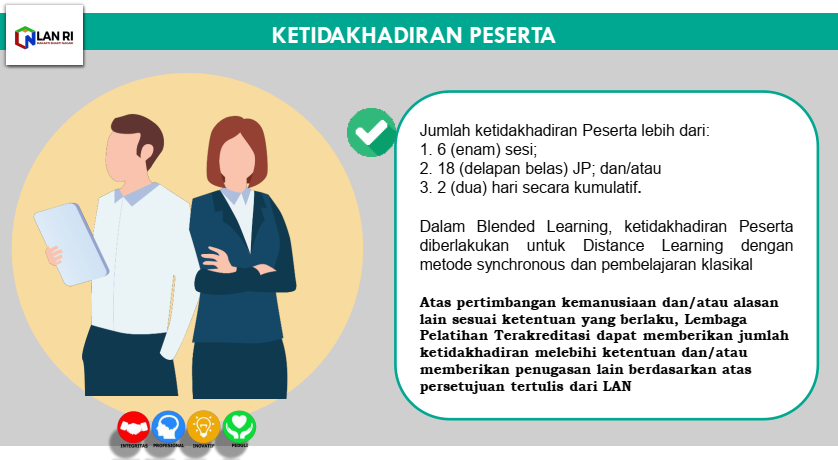 LAN RI
MAKARTI BHAKTI NAGARI
KETIDAKHADIRAN PESERTA
Jumlah ketidakhadiran Peserta lebih dari:
1. 6 (enam) sesi;
2. 18 (delapan belas) JP; dan/atau
3. 2 (dua) hari secara kumulatif.
Dalam Blended Learning, ketidakhadiran Peserta
diberlakukan untuk Distance Learning dengan
metode synchronous dan pembelajaran klasikal
Atas pertimbangan kemanusiaan dan/atau alasan
lain sesuai ketentuan yang berlaku, Lembaga
Pelatihan Terakreditasi dapat memberikan jumlah
ketidakhadiran melebihi ketentuan dan/atau
memberikan penugasan lain berdasarkan atas
persetujuan tertulis dari LAN
INTEGRITAS PROFESIONAL INOVATIF PEDULI